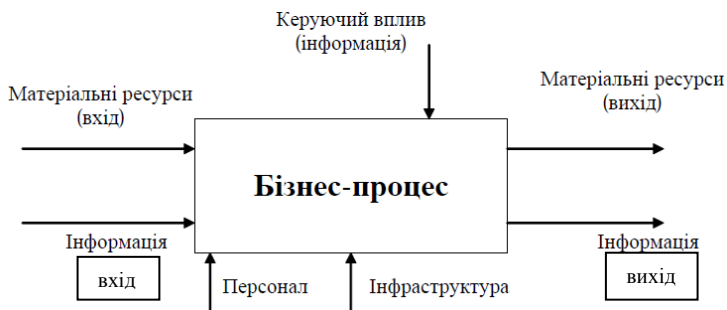 Керуючий вплив
(інформація)
Матеріальні ресурси
(вхід)
Матеріальні ресурси
(вихід)
Бізнес-процес
Інформація
вхід
Персонал
Інфраструктура
Інформація
вихід